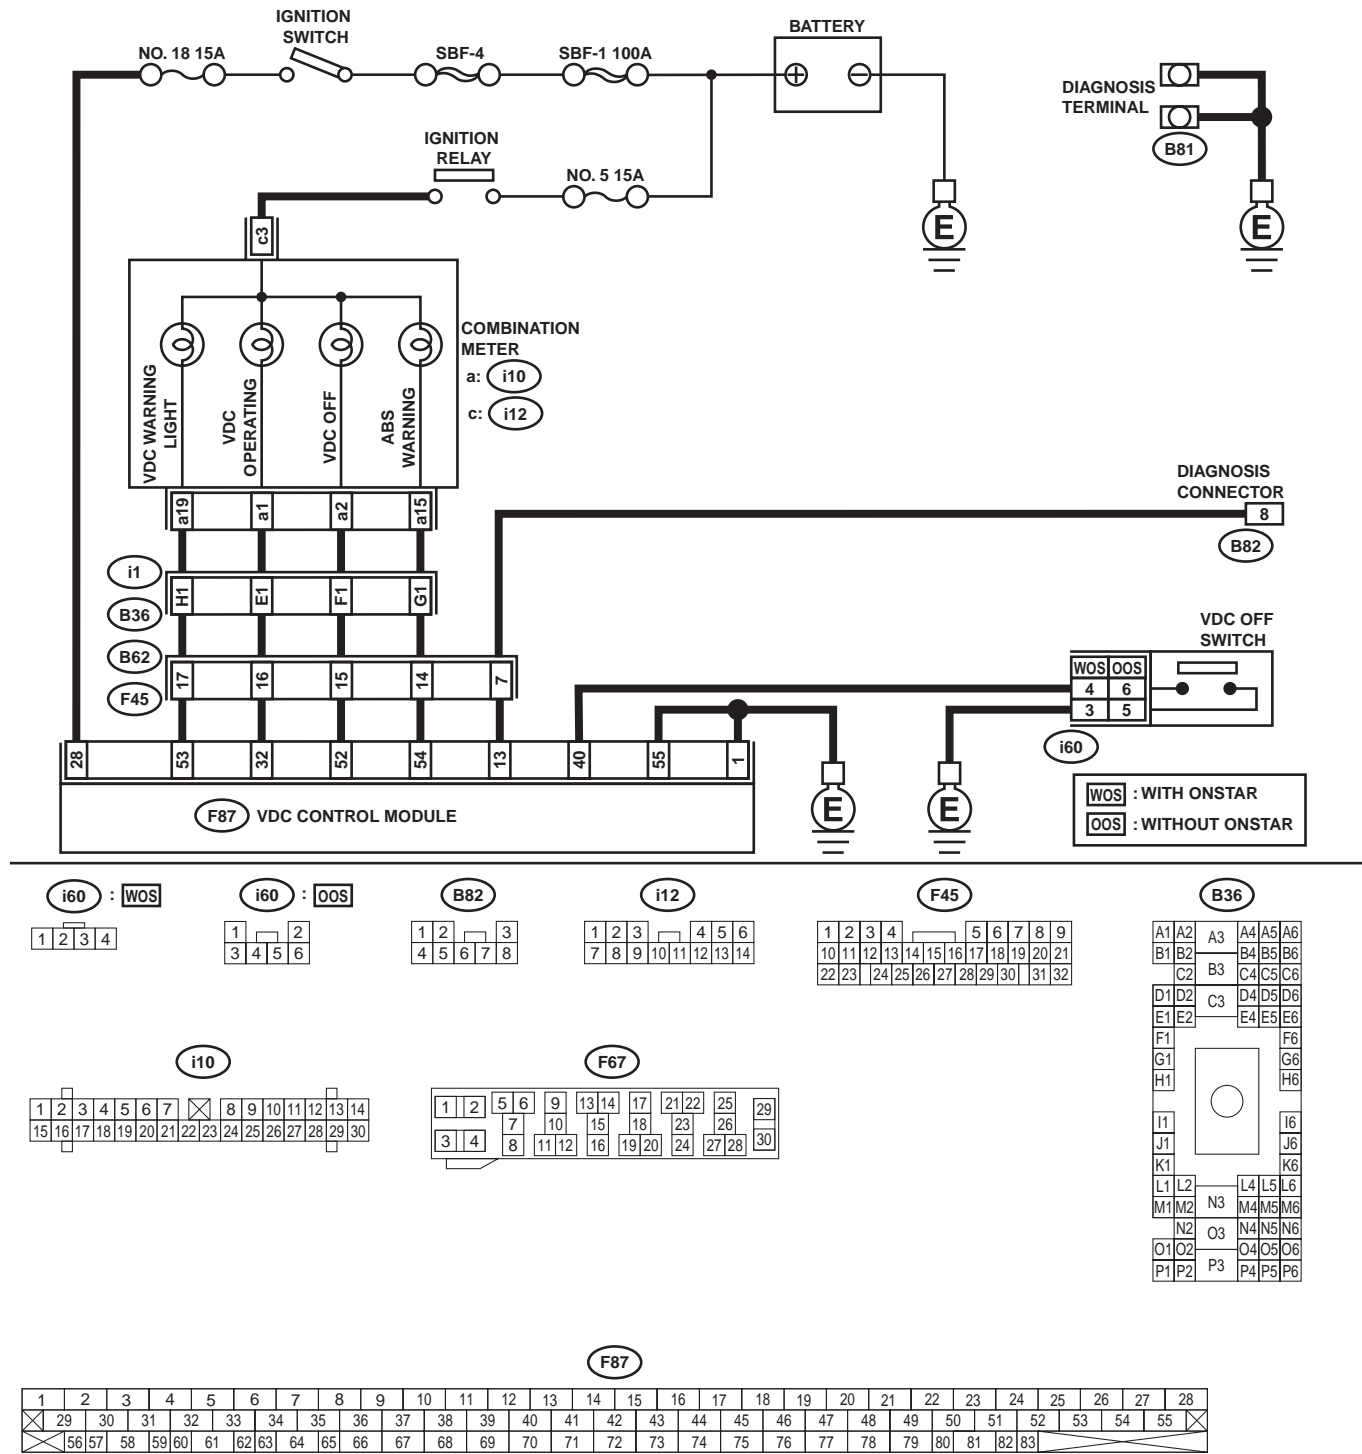 IGNITION
SWITCH
NO. 18 15A
SBF-4
SBF-1 100A
BATTERY
DIAGNOSIS
TERMINAL
B81
IGNITION
RELAY
NO. 5 15A
E
E
c3
COMBINATION
METER
a: i10
c: i12
VDC WARNING
LIGHT
VDC
OPERATING
VDC OFF
ABS
WARNING
DIAGNOSIS
CONNECTOR
8
B82
a19 a1 a2 a15
i1
H1 E1 F1 G1
B36
B62
17 16 15 14 7
F45
VDC OFF
SWITCH
WOS OOS
4 6
3 5
i60
28 53 32 52 54 13 40 55 1
E
E
F87 VDC CONTROL MODULE
WOS : WITH ONSTAR
OOS : WITHOUT ONSTAR
i60 : WOS
1 2 3 4
i60 : OOS
1 2
3 4 5 6
B82
1 2 3
4 5 6 7 8
i12
1 2 3 4 5 6
7 8 9 10 11 12 13 14
F45
1 2 3 4 5 6 7 8 9
10 11 12 13 14 15 16 17 18 19 20 21
22 23 24 25 26 27 28 29 30 31 32
B36
A1 A2 A3 A4 A5 A6
B1 B2 B3 B4 B5 B6
C2 C3 C4 C5 C6
D1 D2 D4 D5 D6
E1 E2 E4 E5 E6
F1 F6
G1 G6
H1 H6
I1 I6
J1 J6
K1 K6
L1 L2 L4 L5 L6
M1 M2 N3 M4 M5 M6
N2 O3 N4 N5 N6
O1 O2 O4 O5 O6
P1 P2 P3 P4 P5 P6
i10
1 2 3 4 5 6 7 8 9 10 11 12 13 14
15 16 17 18 19 20 21 22 23 24 25 26 27 28 29 30
F67
1 2 5 6 9 13 14 17 21 22 25 29
7 10 15 18 23 26
3 4 8 11 12 16 19 20 24 27 28 30
F87
1 2 3 4 5 6 7 8 9 10 11 12 13 14 15 16 17 18 19 20 21 22 23 24 25 26 27 28
29 30 31 32 33 34 35 36 37 38 39 40 41 42 43 44 45 46 47 48 49 50 51 52 53 54 55
56 57 58 59 60 61 62 63 64 65 66 67 68 69 70 71 72 73 74 75 76 77 78 79 80 81 82 83